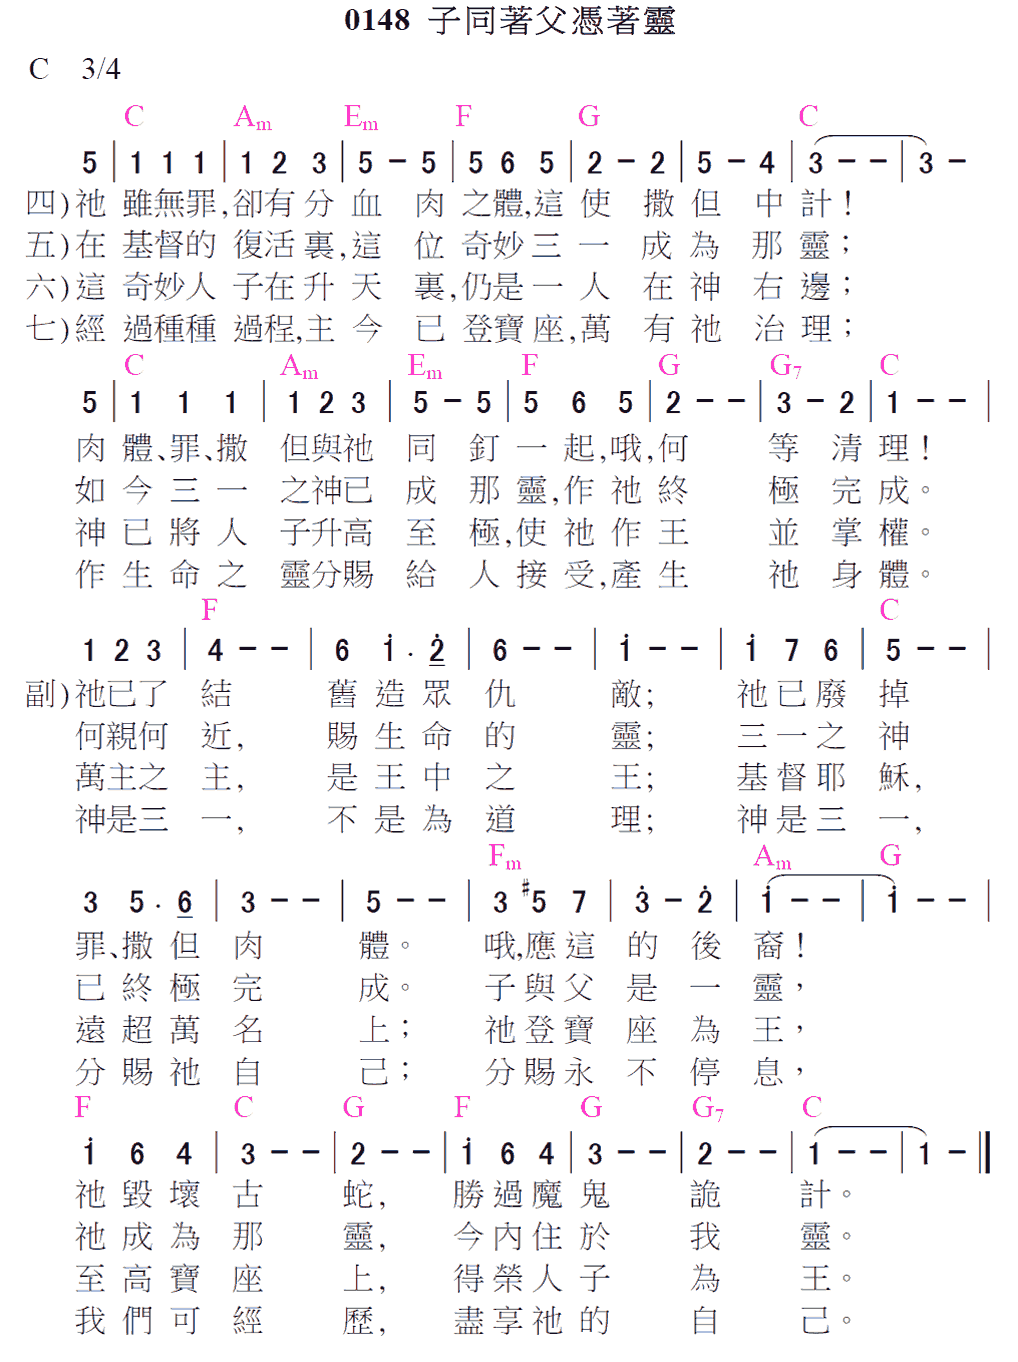 0148 子同著父憑著靈
C 3/4
C Am Em F G C
5 | 1 1 1 | 1 2 3 | 5 – 5 | 5 6 5 | 2 – 2 | 5 – 4 | 3 – – | 3 –
四)祂 雖無罪,卻有分血 肉 之體,這使 撒但 中計！
五)在 基督的 復活裏,這 位 奇妙三一 成為 那靈；
六)這 奇妙人 子在升天 裏,仍是一人 在神 右邊；
七)經 過種種 過程,主今 已 登寶座,萬有 祂治 理；
C Am Em F G G7 C
5 | 1 1 1 | 1 2 3 | 5 – 5 | 5 6 5 | 2 – – | 3 – 2 | 1 – – |
肉 體、罪、撒 但與祂 同 釘 一 起,哦,何 等 清 理！
如 今 三 一 之神已 成 那 靈,作 祂 終 極 完 成。
神 已 將 人 子升高 至 極,使 祂 作 王 並 掌 權。
作 生 命 之 靈分賜 給 人 接 受,產 生 祂 身 體。
F C
1 2 3 | 4 – – | 6 i · 2̇ | 6 – – | i – – | i 7 6 | 5 – – |
副)祂已了 結 舊 造 眾 仇 敵; 祂 已 廢 掉
何親何 近, 賜 生 命 的 靈; 三 一 之 神
萬主之 主, 是 王 中 之 王; 基 督 耶 穌,
神是三 一, 不 是 為 道 理; 神 是 三 一,
Fm Am G
3 5 · 6 | 3 – – | 5 – – | 3 #5 7 | 3̇ – 2̇ | i – – | i – – |
罪、撒 但 肉 體。 哦,應 這 的 後 裔！
已 終 極 完 成。 子 與 父 是 一 靈，
遠 超 萬 名 上； 祂 登 寶 座 為 王，
分 賜 祂 自 己； 分 賜 永 不 停 息，
F C G F G G7 C
i 6 4 | 3 – – | 2 – – | i 6 4 | 3 – – | 2 – – | 1 – – | 1 – ‖
祂 毀 壞 古 蛇, 勝 過 魔 鬼 詭 計。
祂 成 為 那 靈, 今 內 住 於 我 靈。
至 高 寶 座 上, 得 榮 人 子 為 王。
我 們 可 經 歷, 盡 享 祂 的 自 己。